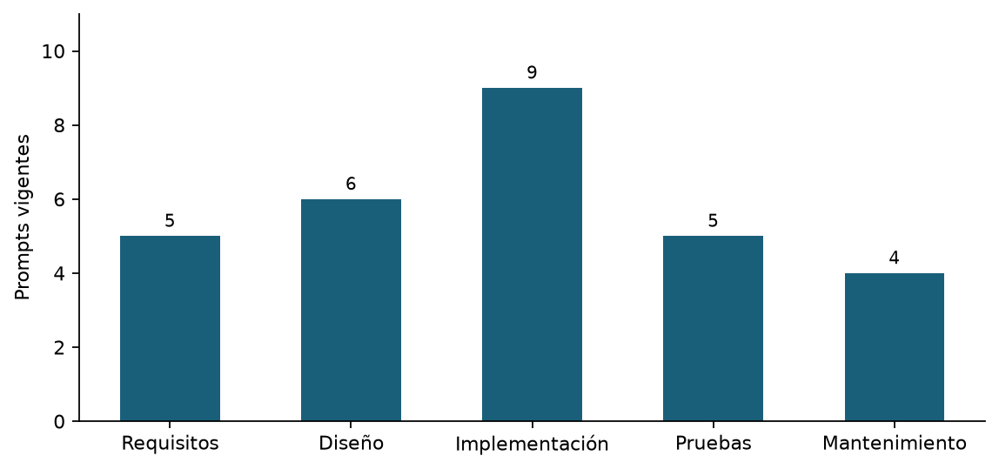 Prompts vigentes
10
8
6
4
2
0
5
6
9
5
4
Requisitos
Diseño
Implementación
Pruebas
Mantenimiento